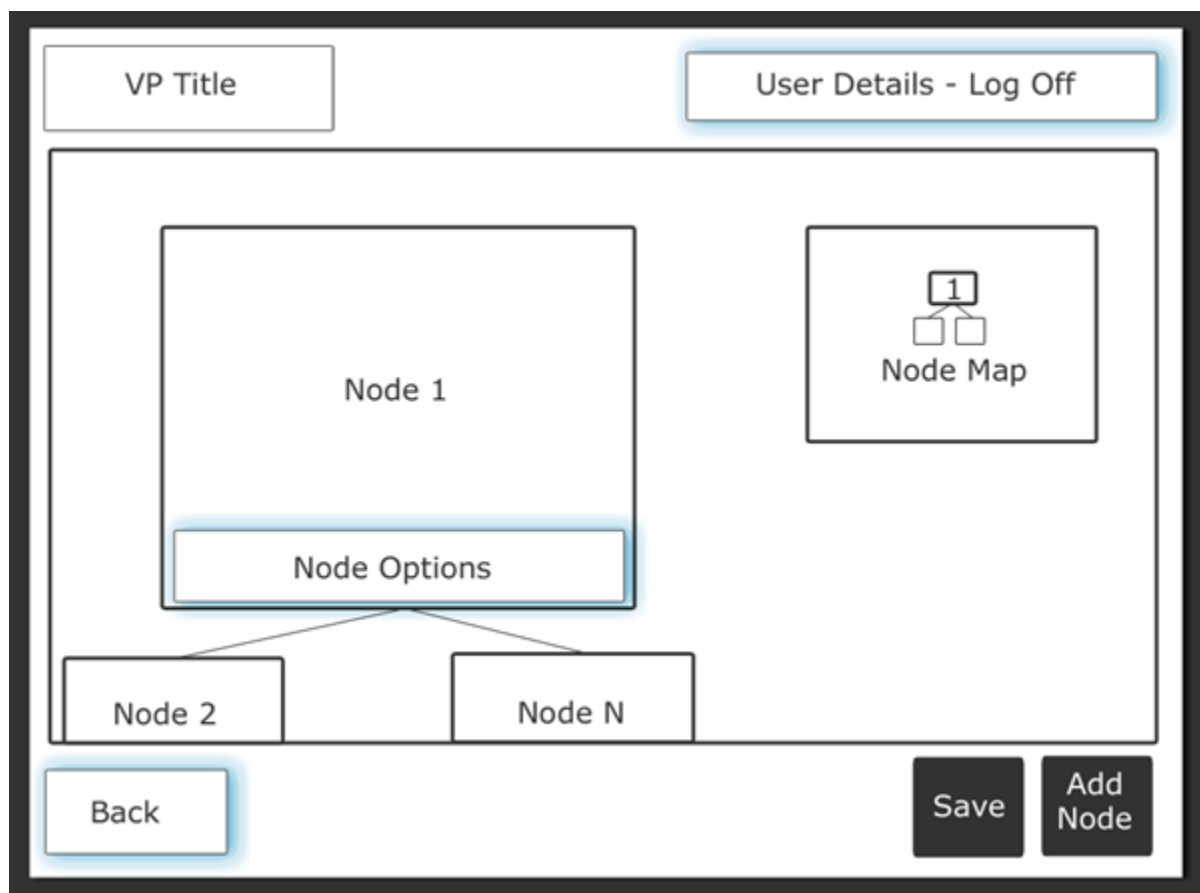 VP Title
User Details - Log Off
1
Node Map
Node 1
Node Options
Node 2
Node N
Back
Save
Add
Node